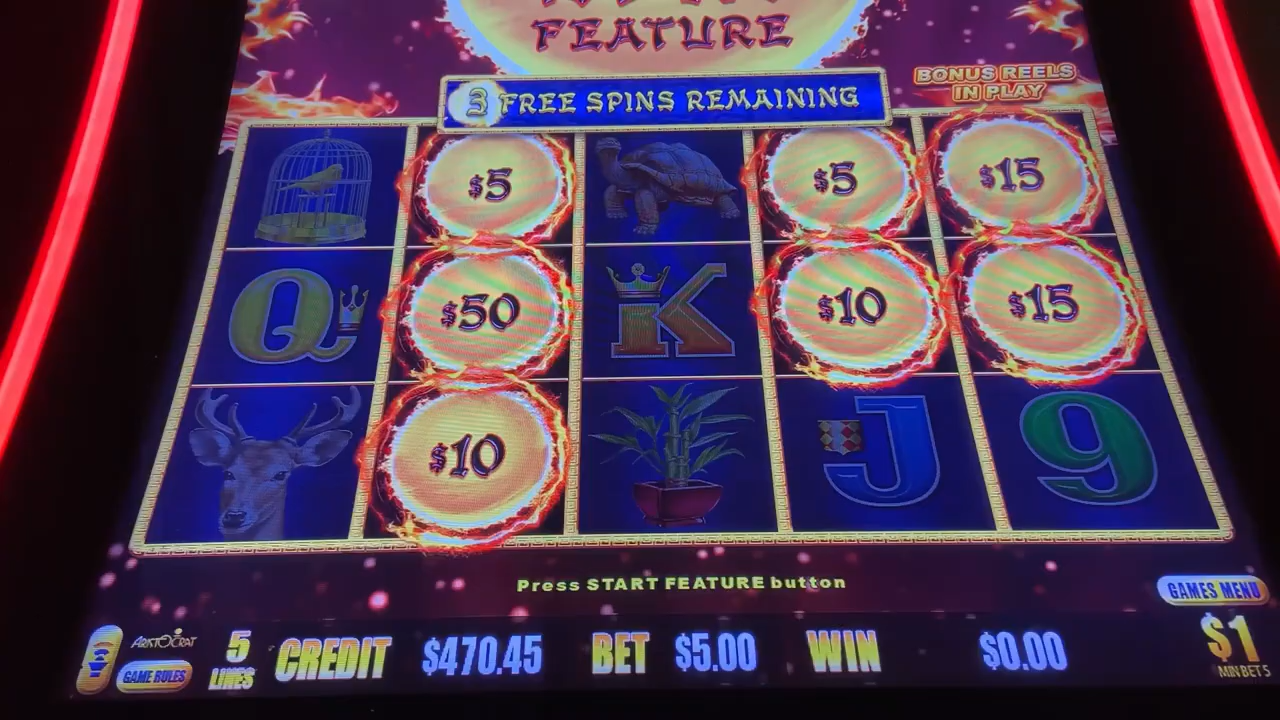 FEATURE
3 FREE SPINS REMAINING
BONUS REELS
IN PLAY
$5
$5
$15
Q
$50
K
$10
$15
$10
J
9
Press START FEATURE button
GAMES MENU
ARISTOCRAT
GAME RULES
5
LINES
CREDIT $470.45 BET $5.00 WIN $0.00
$1
MIN BET 5